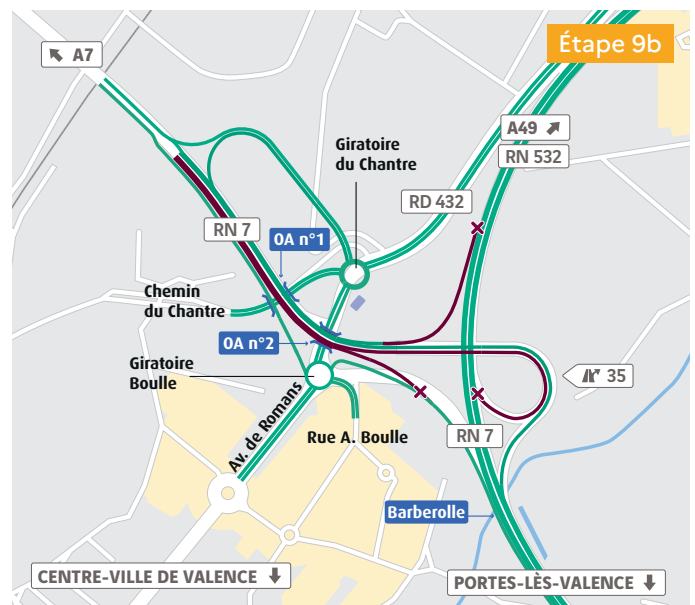 Étape 9b
A7
A49
RN 532
Giratoire
du Chantre
RD 432
RN 7
OA n°1
Chemin
du Chantre
OA n°2
Giratoire
Boulle
35
Av. de Romans
Rue A. Boulle
RN 7
Barberolle
CENTRE-VILLE DE VALENCE
PORTES-LÈS-VALENCE